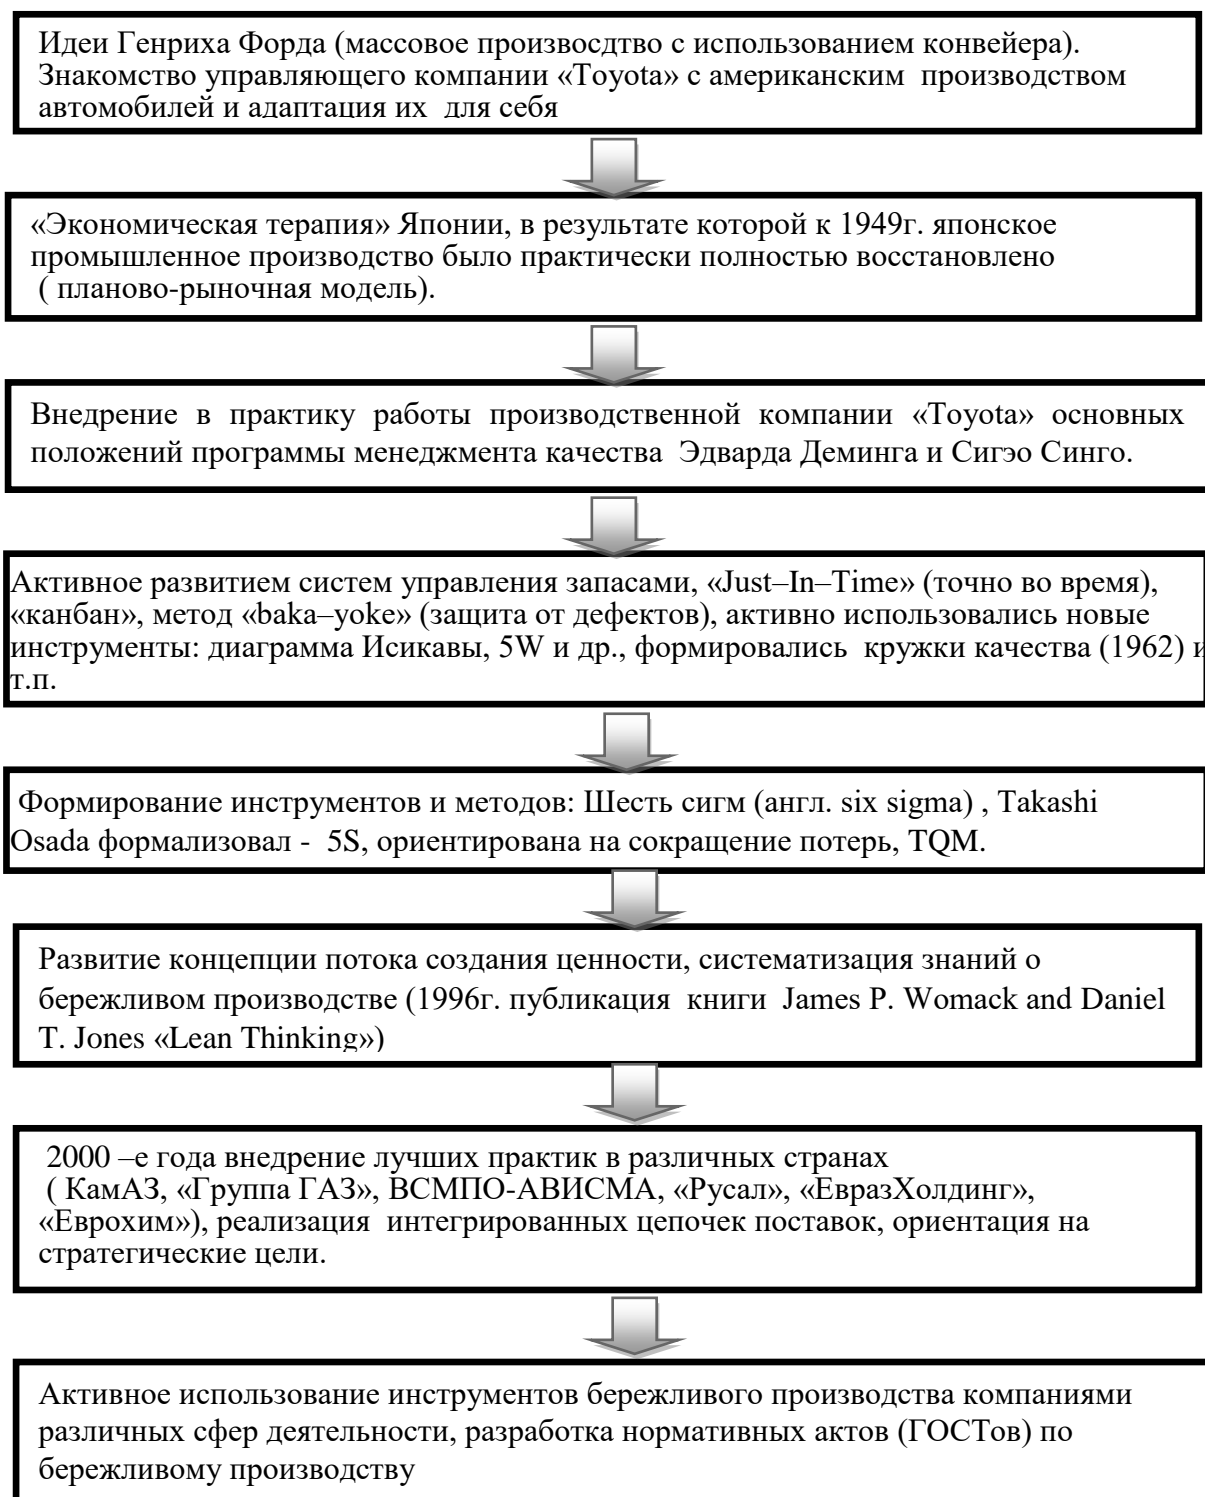 Идеи Генриха Форда (массовое произвосдтво с использованием конвейера).
Знакомство управляющего компании «Toyota» с американским производством
автомобилей и адаптация их для себя
«Экономическая терапия» Японии, в результате которой к 1949г. японское
промышленное производство было практически полностью восстановлено
( планово-рыночная модель).
Внедрение в практику работы производственной компании «Toyota» основных
положений программы менеджмента качества Эдварда Деминга и Сигэо Синго.
Активное развитием систем управления запасами, «Just–In–Time» (точно во время),
«канбан», метод «baka–yoke» (защита от дефектов), активно использовались новые
инструменты: диаграмма Исикавы, 5W и др., формировались кружки качества (1962) и
т.п.
Формирование инструментов и методов: Шесть сигм (англ. six sigma) , Takashi
Osada формализовал - 5S, ориентирована на сокращение потерь, TQM.
Развитие концепции потока создания ценности, систематизация знаний о
бережливом производстве (1996г. публикация книги James P. Womack and Daniel
T. Jones «Lean Thinking»)
2000 –е года внедрение лучших практик в различных странах
( КамАЗ, «Группа ГАЗ», ВСМПО-АВИСМА, «Русал», «ЕвразХолдинг»,
«Еврохим»), реализация интегрированных цепочек поставок, ориентация на
стратегические цели.
Активное использование инструментов бережливого производства компаниями
различных сфер деятельности, разработка нормативных актов (ГОСТов) по
бережливому производству